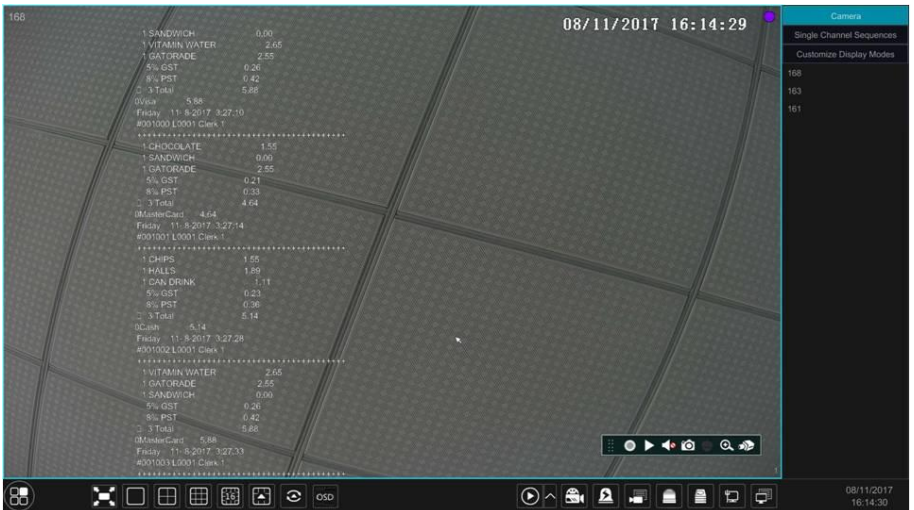 168
08/11/2017 16:14:29
1 SANDWICH 0.00
1 VITAMIN WATER 2.65
1 GATORADE 2.55
5% GST 0.26
8% PST 0.42
3 Total 5.88
0Visa 5.88
Friday 11- 8-2017 3:27:10
#001000 L0001 Clerk 1
1 CHOCOLATE 1.55
1 SANDWICH 0.00
1 GATORADE 2.55
5% GST 0.21
8% PST 0.33
3 Total 4.64
0MasterCard 4.64
Friday 11- 8-2017 3:27:14
#001001 L0001 Clerk 1
1 CHIPS 1.55
1 HALLS 1.89
1 CAN DRINK 1.11
5% GST 0.23
8% PST 0.36
3 Total 5.14
0Cash 5.14
Friday 11- 8-2017 3:27:28
#001002 L0001 Clerk 1
1 VITAMIN WATER 2.65
1 GATORADE 2.55
1 SANDWICH 0.00
5% GST 0.26
8% PST 0.42
3 Total 5.88
0MasterCard 5.88
Friday 11- 8-2017 3:27:33
#001003 L0001 Clerk 1
1
Camera
Single Channel Sequences
Customize Display Modes
168
163
161
16
OSD
08/11/2017
16:14:30